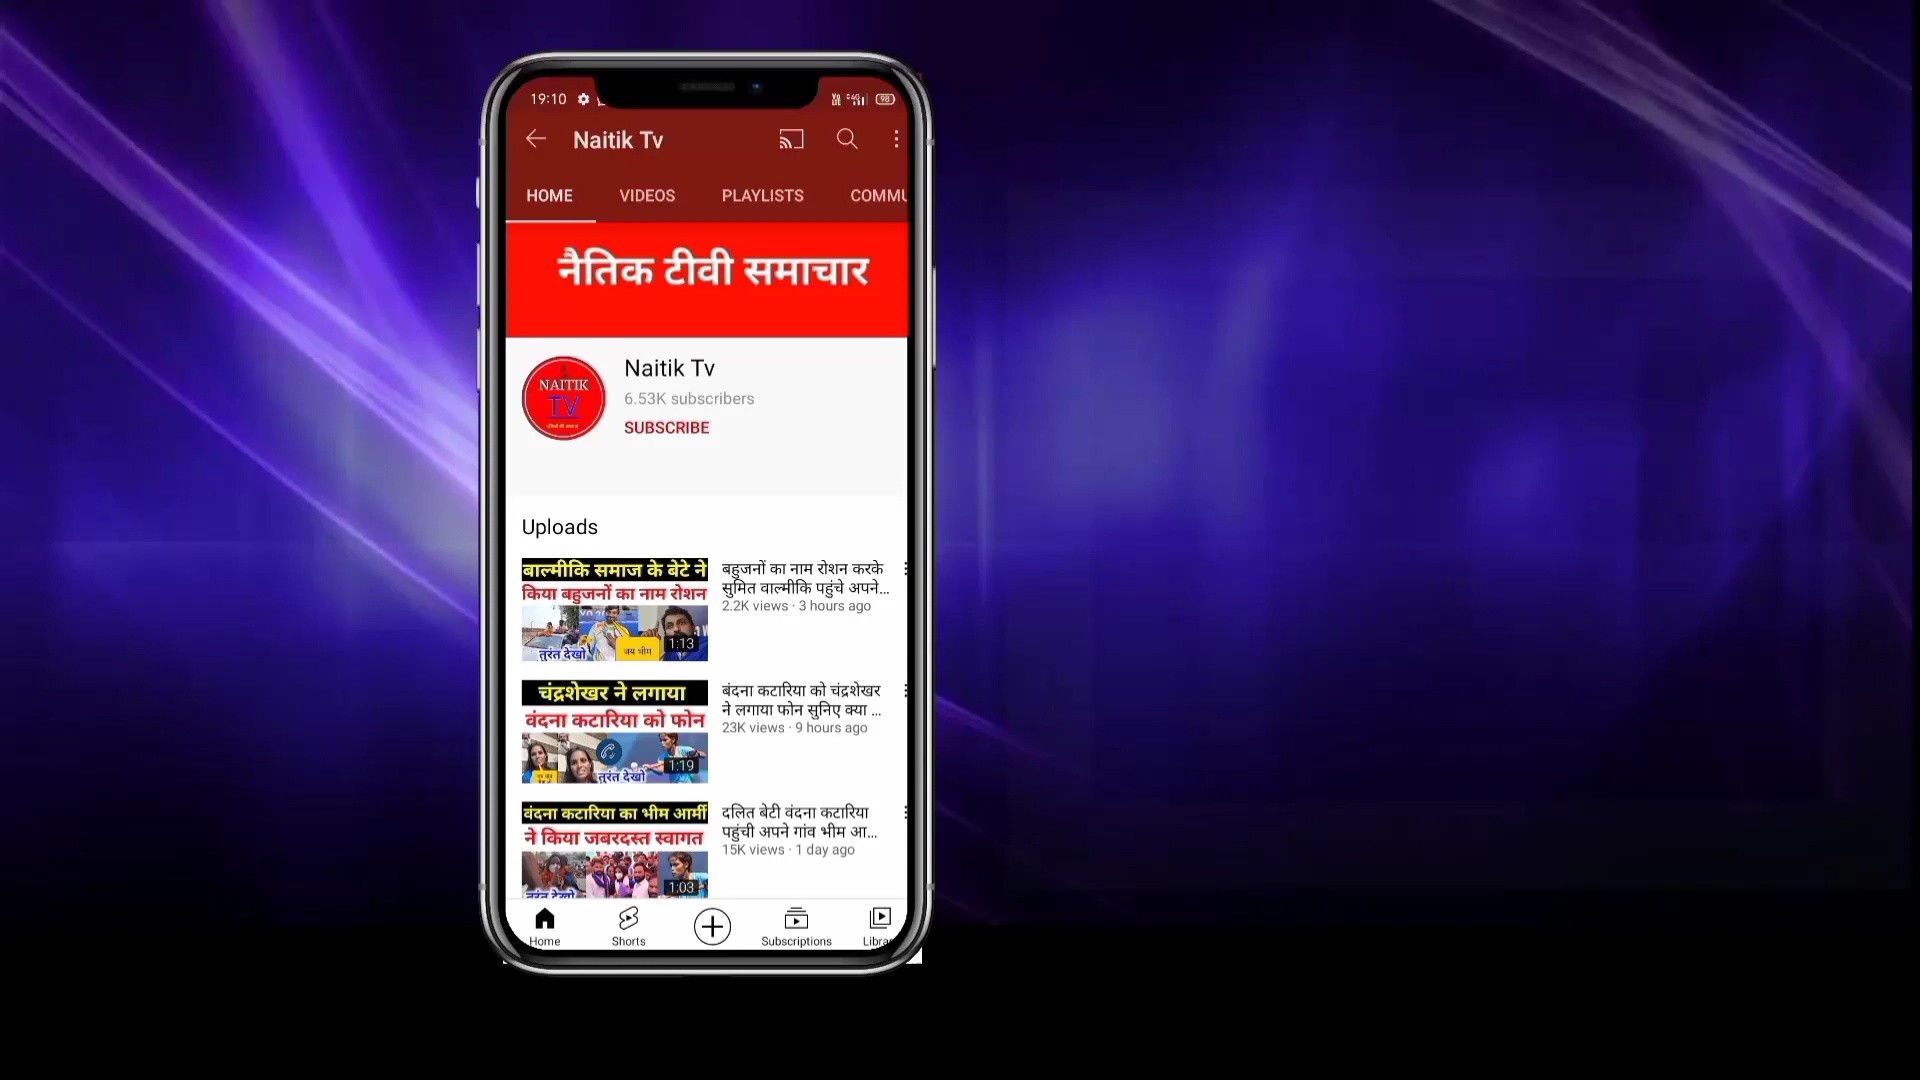 19:10
Naitik Tv
HOME VIDEOS PLAYLISTS COMMU
नैतिक टीवी समाचार
NAITIK
TV
Naitik Tv
6.53K subscribers
SUBSCRIBE
Uploads
बाल्मीकि समाज के बेटे ने
किया बहुजनों का नाम रोशन
तुरंत देखो
जय भीम
1:13
बहुजनों का नाम रोशन करके
सुमित वाल्मीकि पहुंचे अपने...
2.2K views · 3 hours ago
चंद्रशेखर ने लगाया
वंदना कटारिया को फोन
तुरंत देखो
1:19
बंदना कटारिया को चंद्रशेखर
ने लगाया फोन सुनिए क्या ...
23K views · 9 hours ago
वंदना कटारिया का भीम आर्मी
ने किया जबरदस्त स्वागत
तुरंत देखो
1:03
दलित बेटी वंदना कटारिया
पहुंची अपने गांव भीम आ...
15K views · 1 day ago
Home Shorts Subscriptions Librar